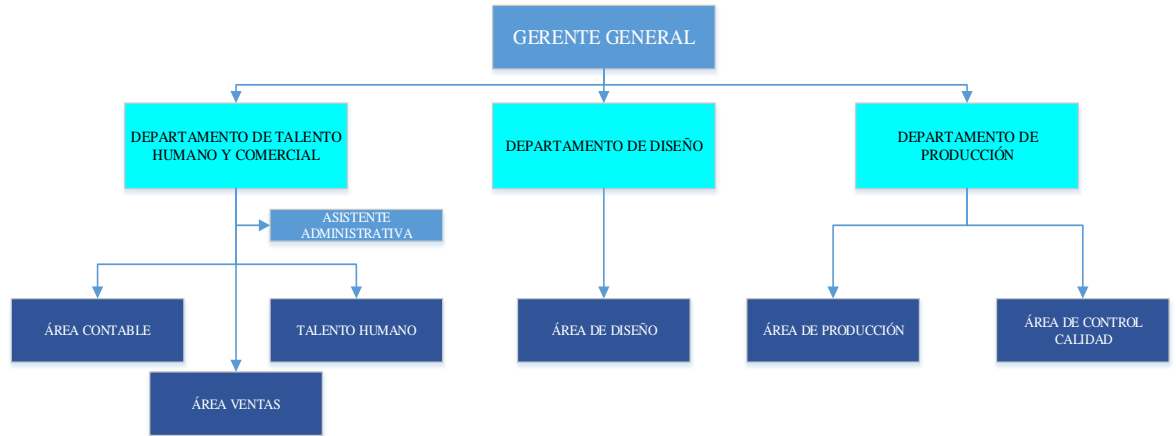 GERENTE GENERAL
DEPARTAMENTO DE TALENTO
HUMANO Y COMERCIAL
DEPARTAMENTO DE DISEÑO
DEPARTAMENTO DE
PRODUCCIÓN
ASISTENTE
ADMINISTRATIVA
ÁREA CONTABLE
TALENTO HUMANO
ÁREA DE DISEÑO
ÁREA DE PRODUCCIÓN
ÁREA DE CONTROL
CALIDAD
ÁREA VENTAS